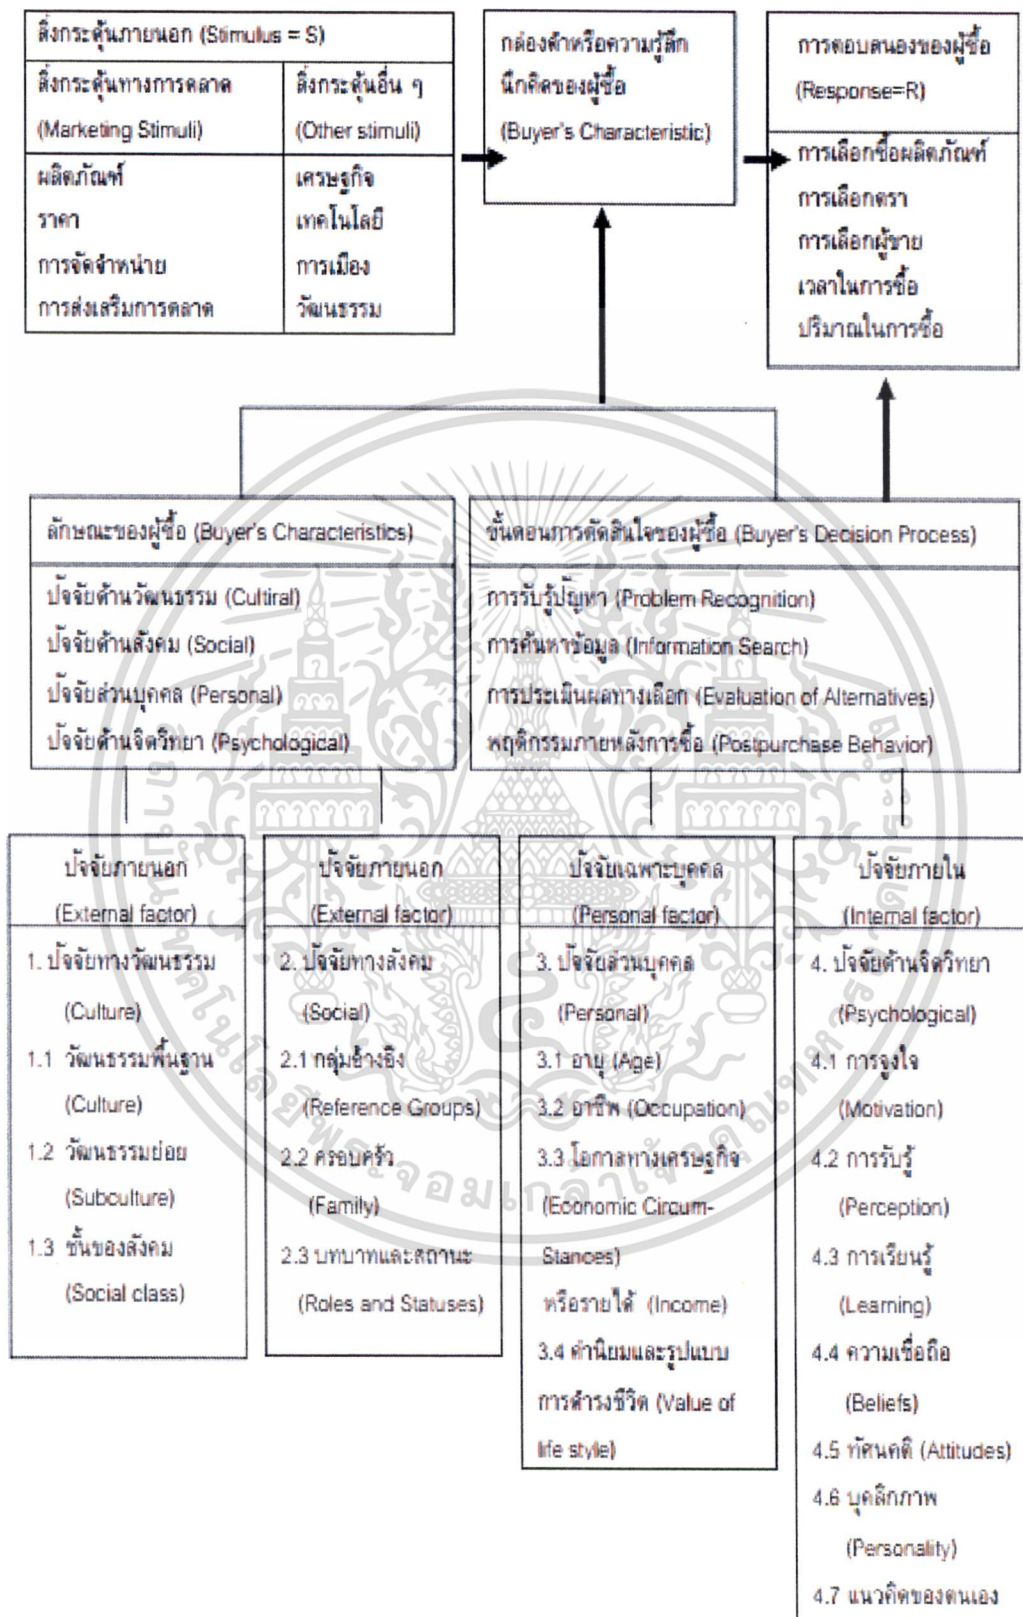 สิ่งกระตุ้นภายนอก (Stimulus = S)
สิ่งกระตุ้นทางการตลาด
(Marketing Stimuli)
สิ่งกระตุ้นอื่น ๆ
(Other stimuli)
ผลิตภัณฑ์
ราคา
การจัดจำหน่าย
การส่งเสริมการตลาด
เศรษฐกิจ
เทคโนโลยี
การเมือง
วัฒนธรรม
กล่องดำหรือความรู้สึก
นึกคิดของผู้ซื้อ
(Buyer's Characteristic)
การตอบสนองของผู้ซื้อ
(Response=R)
การเลือกซื้อผลิตภัณฑ์
การเลือกตรา
การเลือกผู้ขาย
เวลาในการซื้อ
ปริมาณในการซื้อ
ลักษณะของผู้ซื้อ (Buyer's Characteristics)
ปัจจัยด้านวัฒนธรรม (Cultiral)
ปัจจัยด้านสังคม (Social)
ปัจจัยส่วนบุคคล (Personal)
ปัจจัยด้านจิตวิทยา (Psychological)
ขั้นตอนการตัดสินใจของผู้ซื้อ (Buyer's Decision Process)
การรับรู้ปัญหา (Problem Recognition)
การค้นหาข้อมูล (Information Search)
การประเมินผลทางเลือก (Evaluation of Alternatives)
พฤติกรรมภายหลังการซื้อ (Postpurchase Behavior)
ปัจจัยภายนอก
(External factor)
1. ปัจจัยทางวัฒนธรรม
(Culture)
1.1 วัฒนธรรมพื้นฐาน
(Culture)
1.2 วัฒนธรรมย่อย
(Subculture)
1.3 ชั้นของสังคม
(Social class)
ปัจจัยภายนอก
(External factor)
2. ปัจจัยทางสังคม
(Social)
2.1 กลุ่มอ้างอิง
(Reference Groups)
2.2 ครอบครัว
(Family)
2.3 บทบาทและสถานะ
(Roles and Statuses)
ปัจจัยเฉพาะบุคคล
(Personal factor)
3. ปัจจัยส่วนบุคคล
(Personal)
3.1 อายุ (Age)
3.2 อาชีพ (Occupation)
3.3 โอกาสทางเศรษฐกิจ
(Economic Circum-
Stances)
หรือรายได้ (Income)
3.4 ค่านิยมและรูปแบบ
การดำรงชีวิต (Value of
life style)
ปัจจัยภายใน
(Internal factor)
4. ปัจจัยด้านจิตวิทยา
(Psychological)
4.1 การจูงใจ
(Motivation)
4.2 การรับรู้
(Perception)
4.3 การเรียนรู้
(Learning)
4.4 ความเชื่อถือ
(Beliefs)
4.5 ทัศนคติ (Attitudes)
4.6 บุคลิกภาพ
(Personality)
4.7 แนวคิดของตนเอง